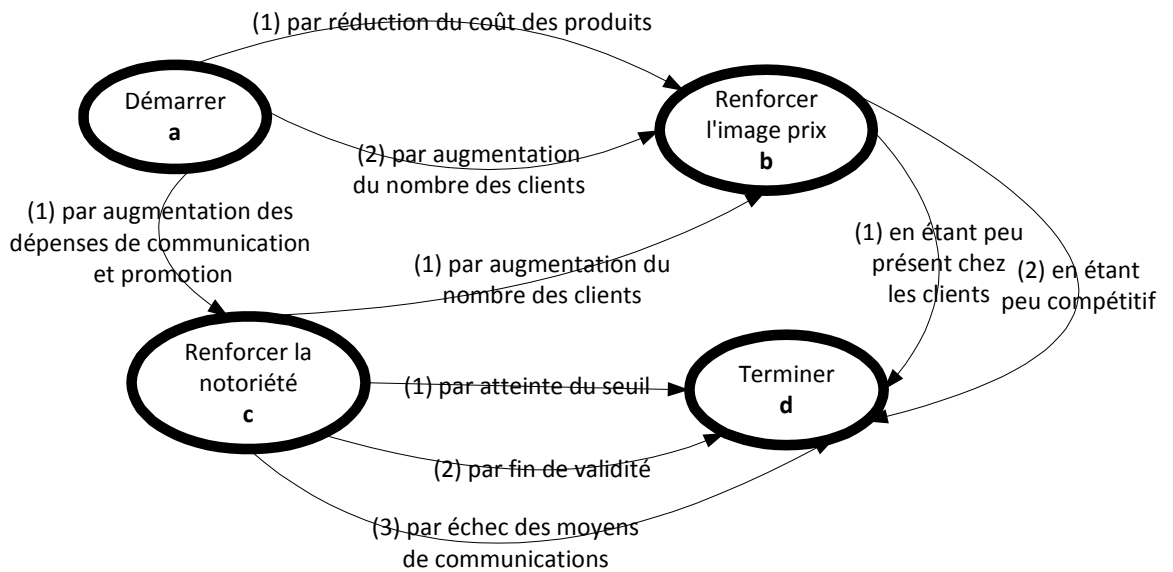 (1) par réduction du coût des produits
Démarrer
a
Renforcer
l'image prix
b
(2) par augmentation
du nombre des clients
(1) par augmentation des
dépenses de communication
et promotion
(1) par augmentation du
nombre des clients
(1) en étant peu
présent chez
les clients
(2) en étant
peu compétitif
Renforcer la
notoriété
c
(1) par atteinte du seuil
Terminer
d
(2) par fin de validité
(3) par échec des moyens
de communications